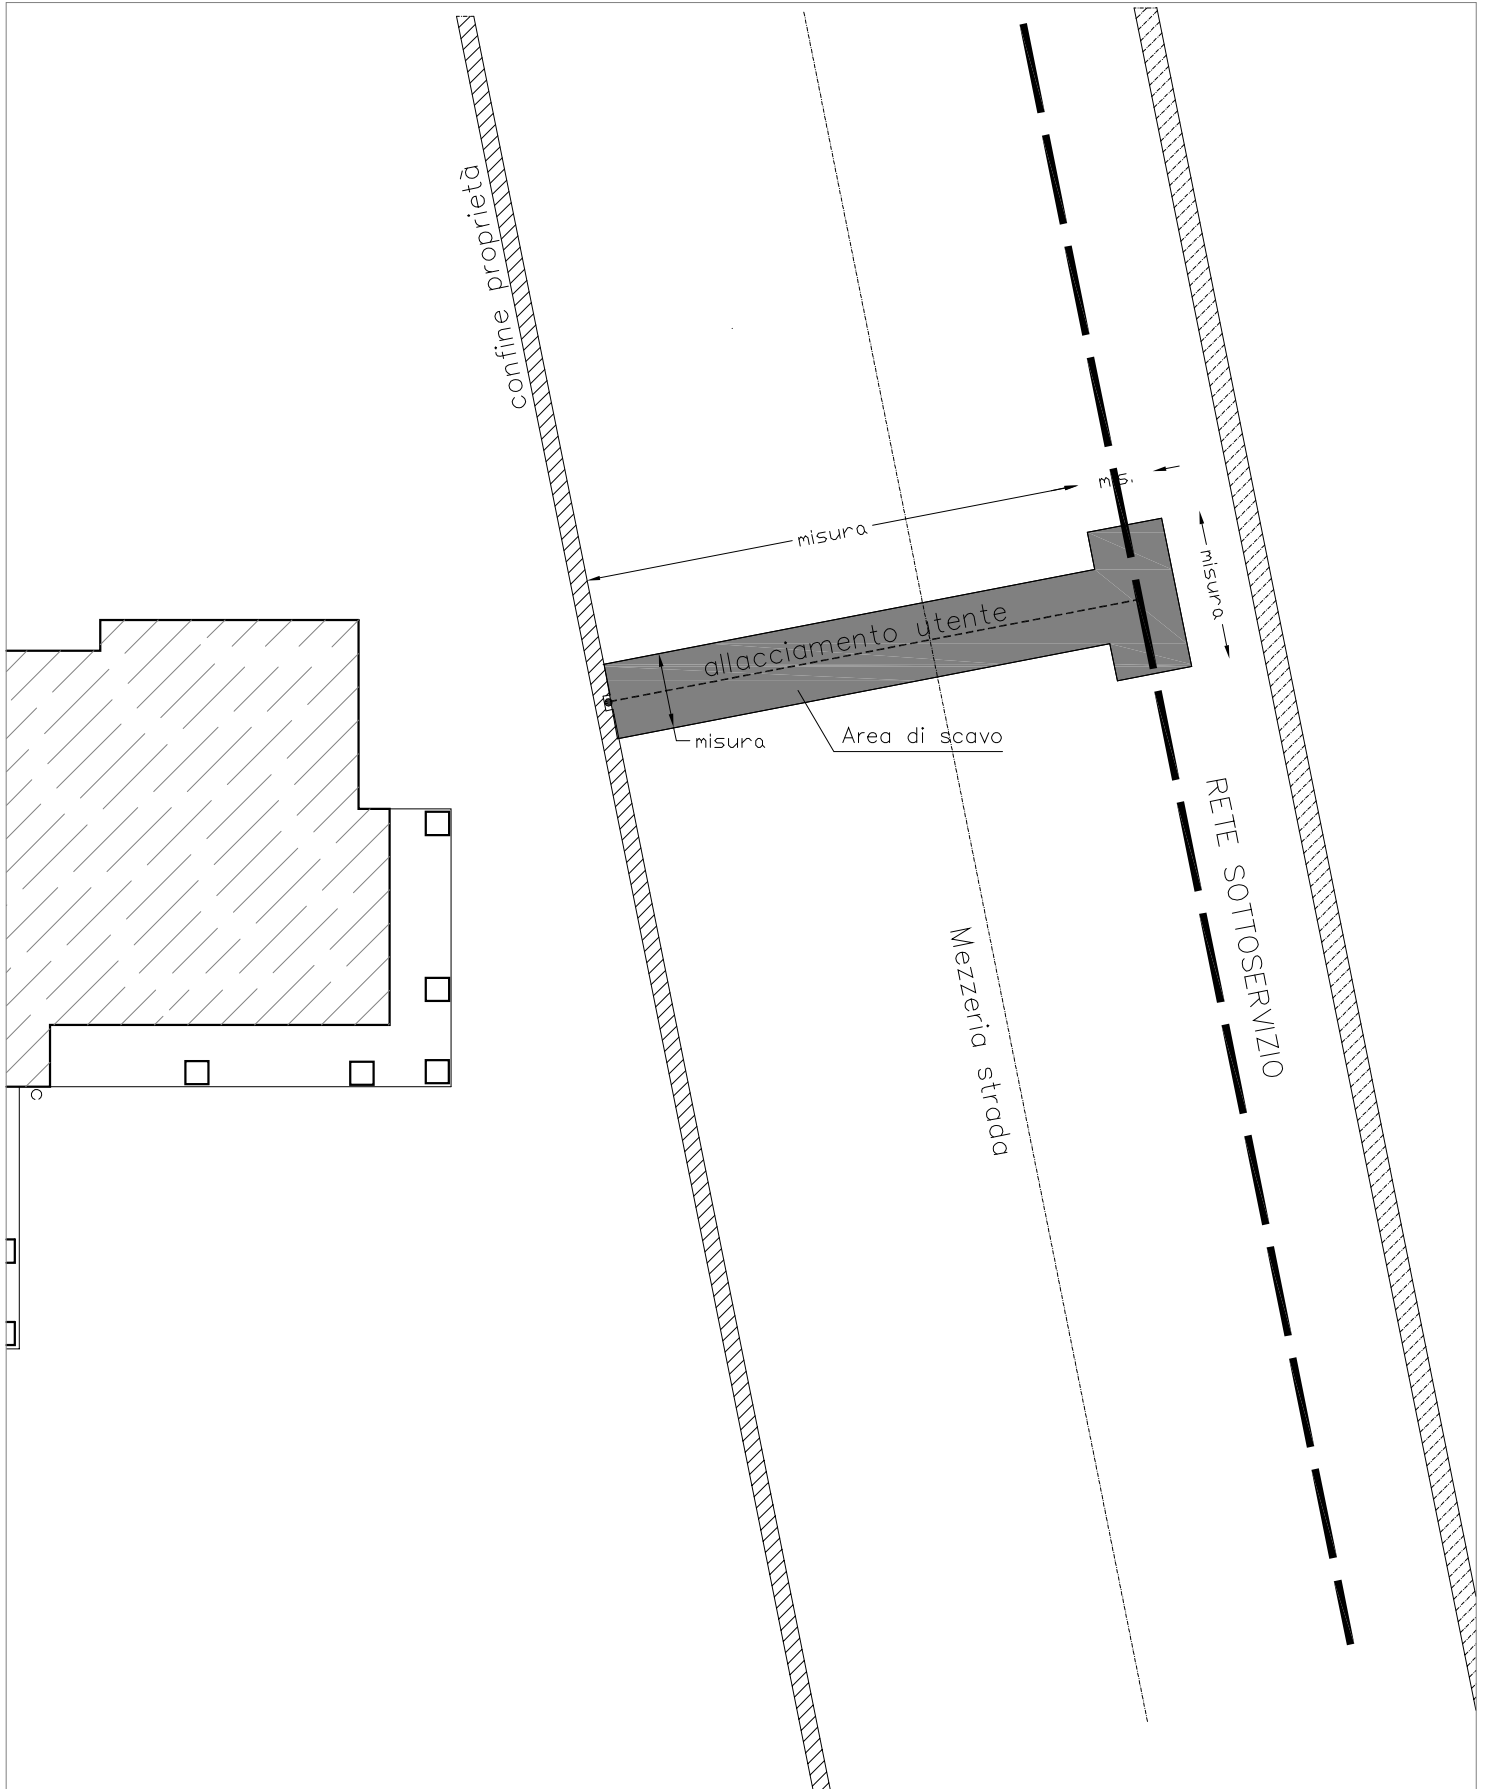 confine proprietà
misura
mis.
misura
allacciamento utente
misura
Area di scavo
RETE SOTTOSERVIZIO
Mezzeria strada
C